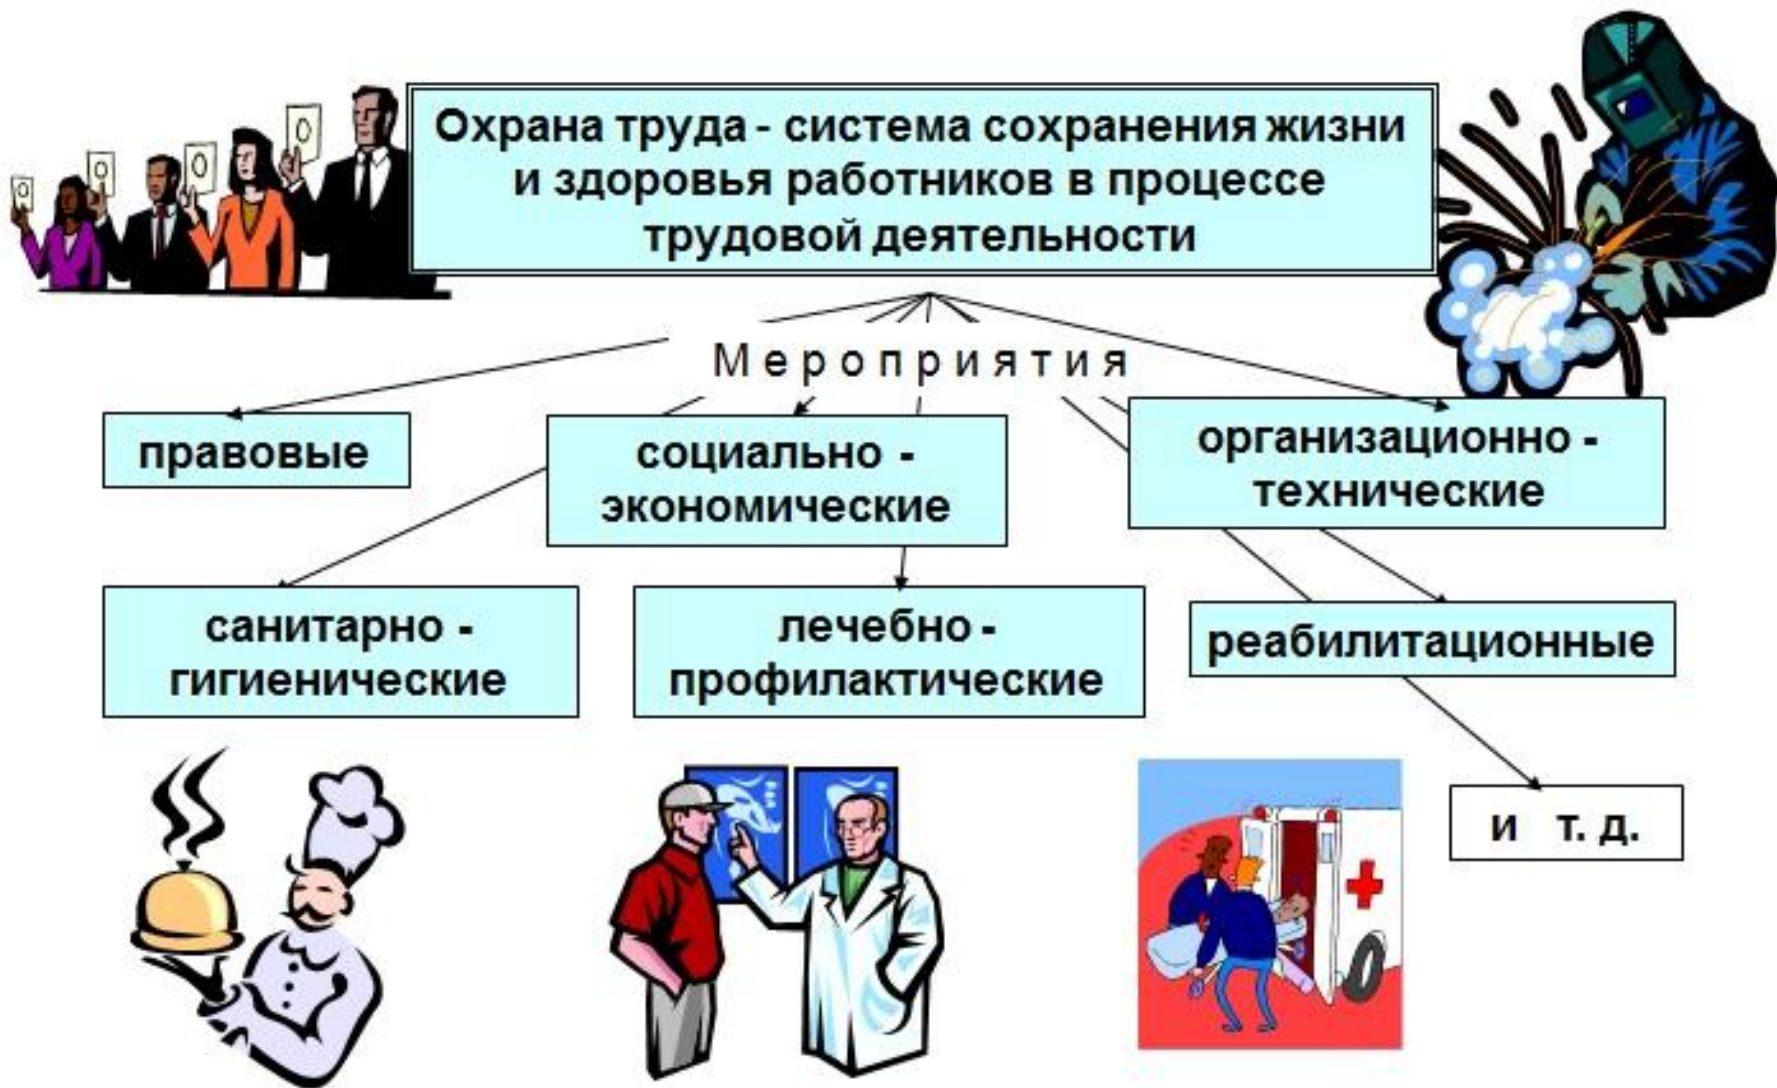 Охрана труда - система сохранения жизни
и здоровья работников в процессе
трудовой деятельности
Мероприятия
правовые
социально -
экономические
организационно -
технические
санитарно -
гигиенические
лечебно -
профилактические
реабилитационные
и т. д.